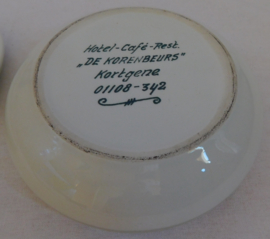 Hotel-Café-Rest.
„DE KORENBEURS"
Kortgene
01108-342